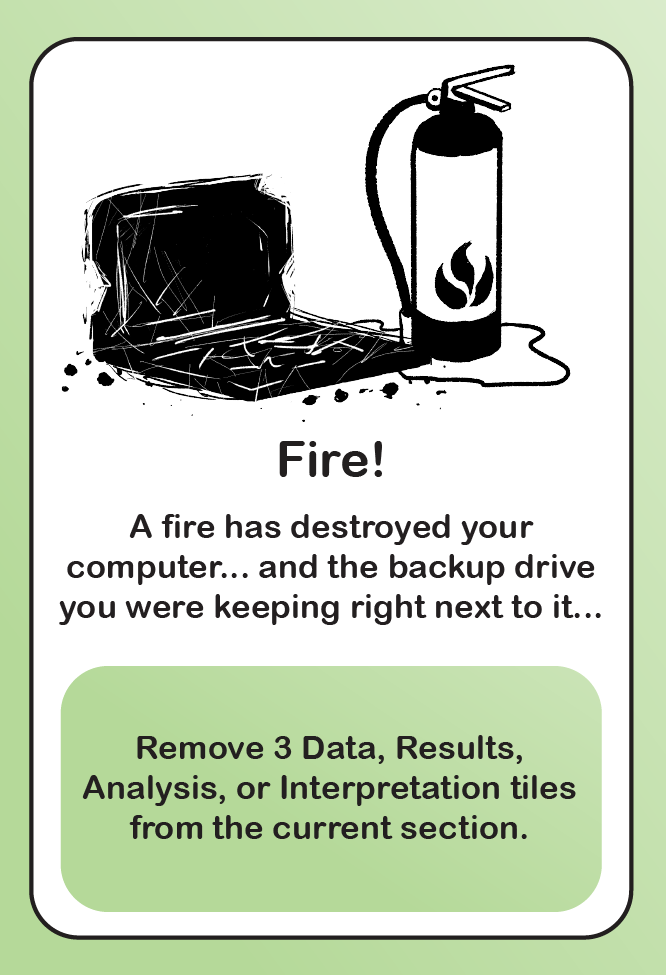 Fire!
A fire has destroyed your
computer... and the backup drive
you were keeping right next to it...
Remove 3 Data, Results,
Analysis, or Interpretation tiles
from the current section.